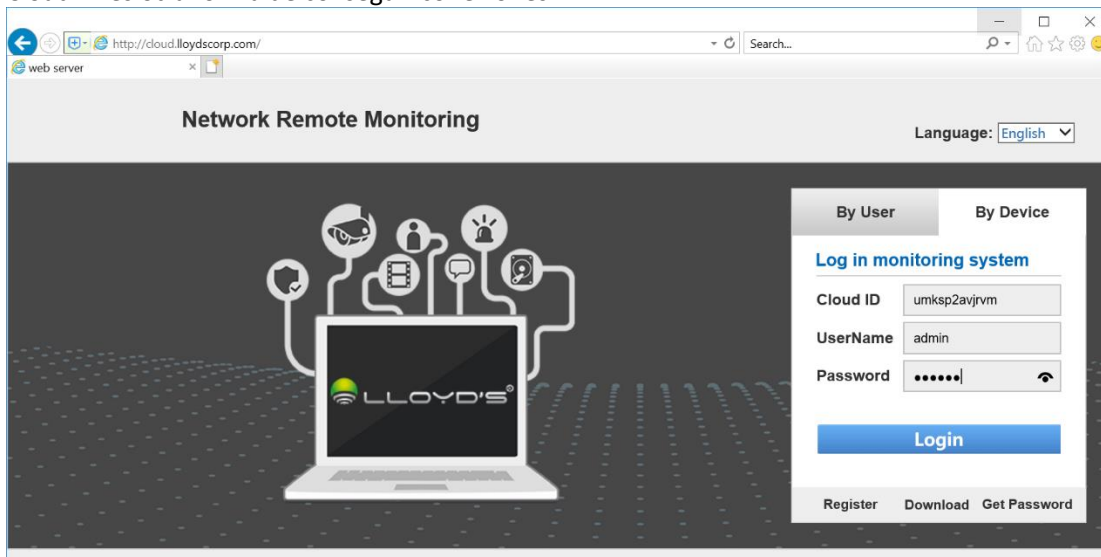 http://cloud.lloydscorp.com/
Search...
web server
Network Remote Monitoring
Language: English
By User By Device
Log in monitoring system
Cloud ID umksp2avjrvm
UserName admin
Password ••••••
LLOYD'S®
Login
Register Download Get Password